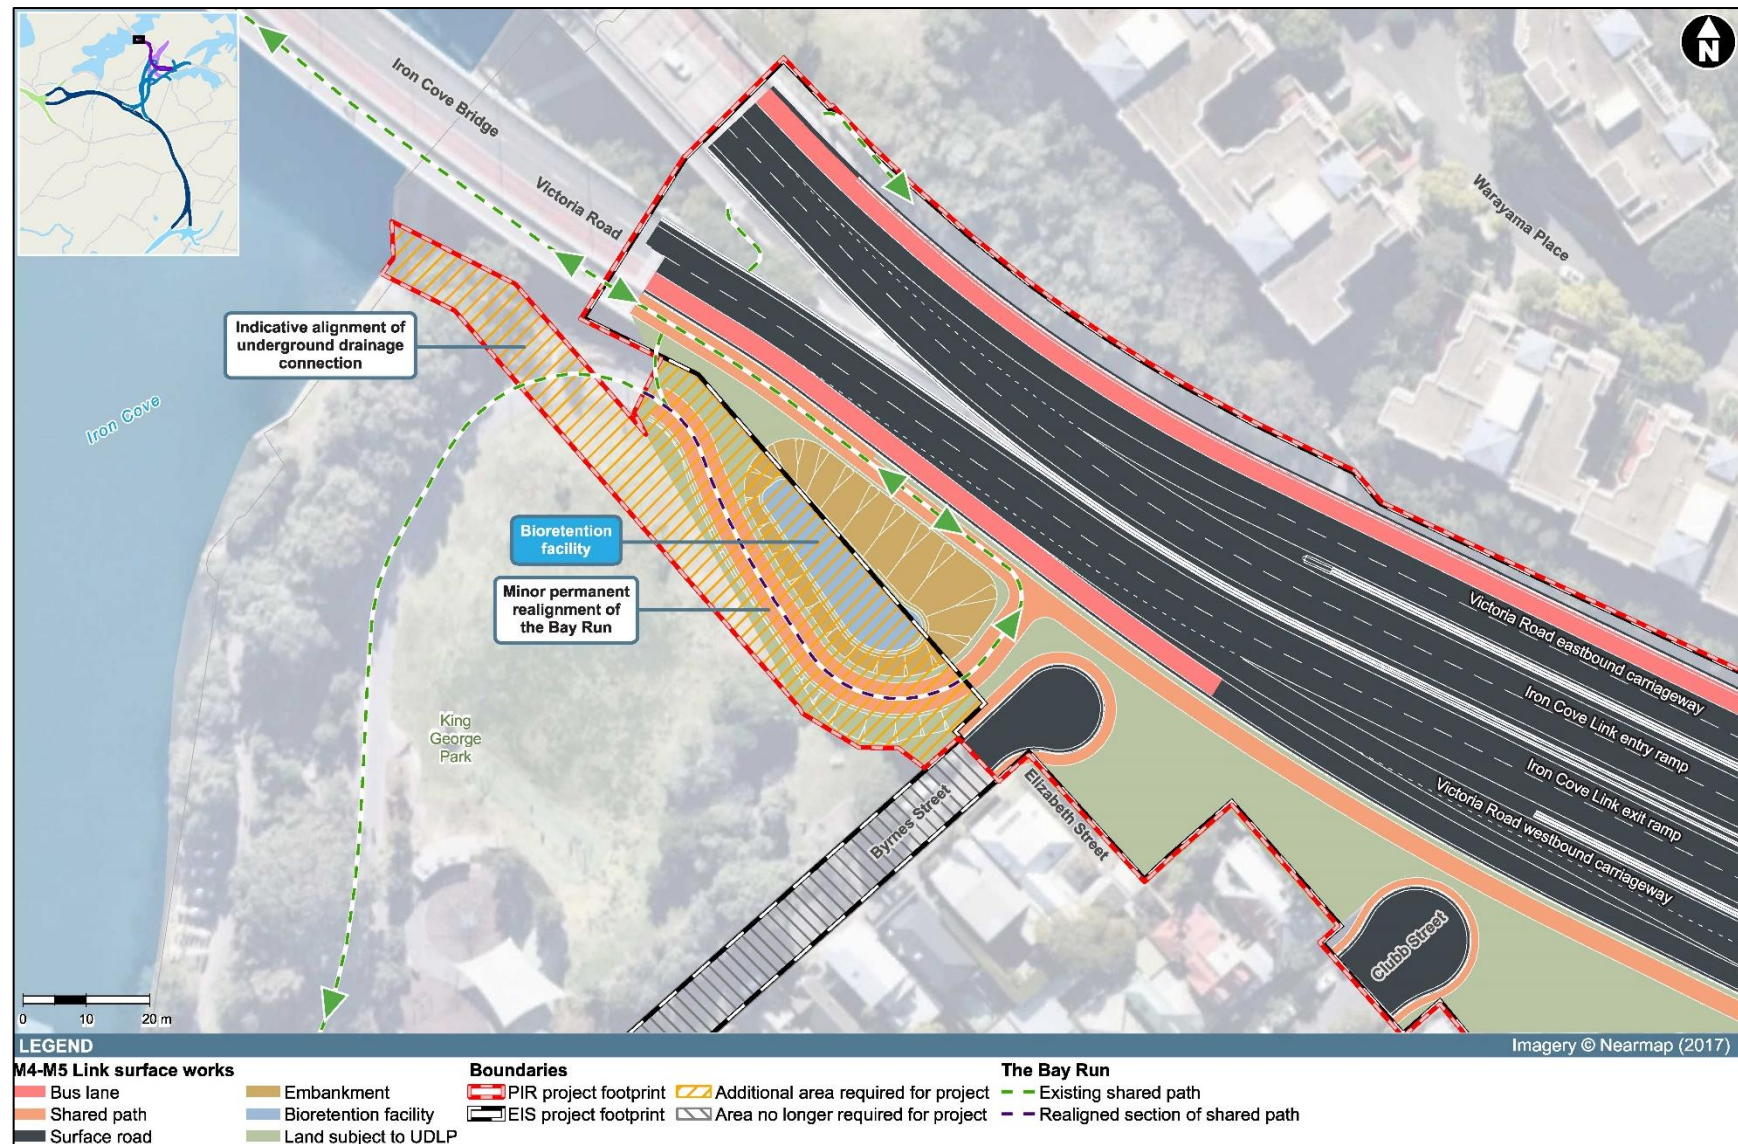 N
Iron Cove Bridge
Victoria Road
Warayama Place
Indicative alignment of
underground drainage
connection
Iron Cove
Bioretention
facility
Minor permanent
realignment of
the Bay Run
King
George
Park
Victoria Road eastbound carriageway
Iron Cove Link entry ramp
Iron Cove Link exit ramp
Victoria Road westbound carriageway
Byrnes Street
Elizabeth Street
Clubb Street
0 10 20 m
LEGEND
Imagery © Nearmap (2017)
M4-M5 Link surface works
Bus lane
Shared path
Surface road
Embankment
Bioretention facility
Land subject to UDLP
Boundaries
PIR project footprint
EIS project footprint
Additional area required for project
Area no longer required for project
The Bay Run
Existing shared path
Realigned section of shared path